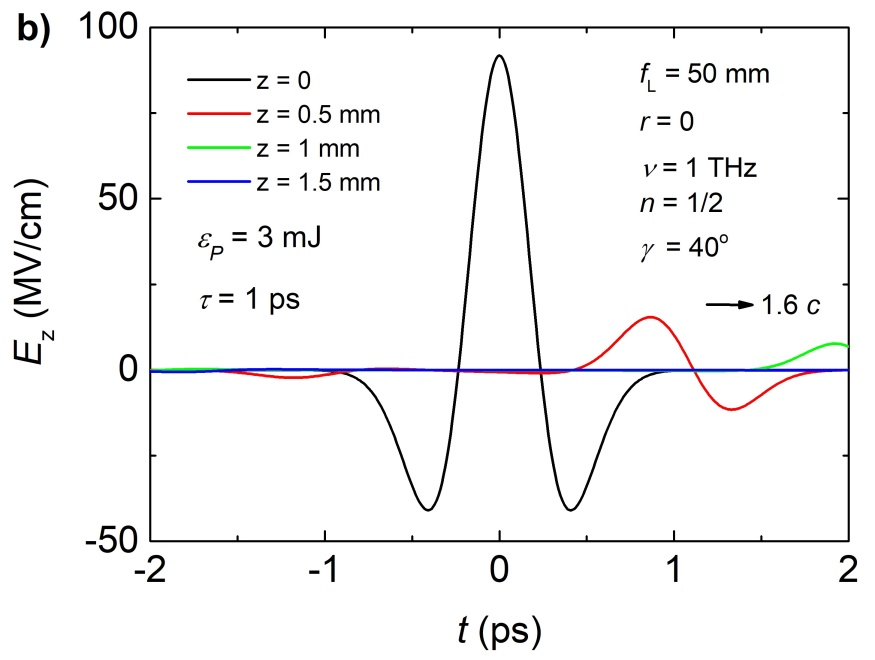 b)
100
50
0
-50
E_z (MV/cm)
z = 0
z = 0.5 mm
z = 1 mm
z = 1.5 mm
ε_P = 3 mJ
τ = 1 ps
f_L = 50 mm
r = 0
ν = 1 THz
n = 1/2
γ = 40°
1.6 c
-2
-1
0
1
2
t (ps)